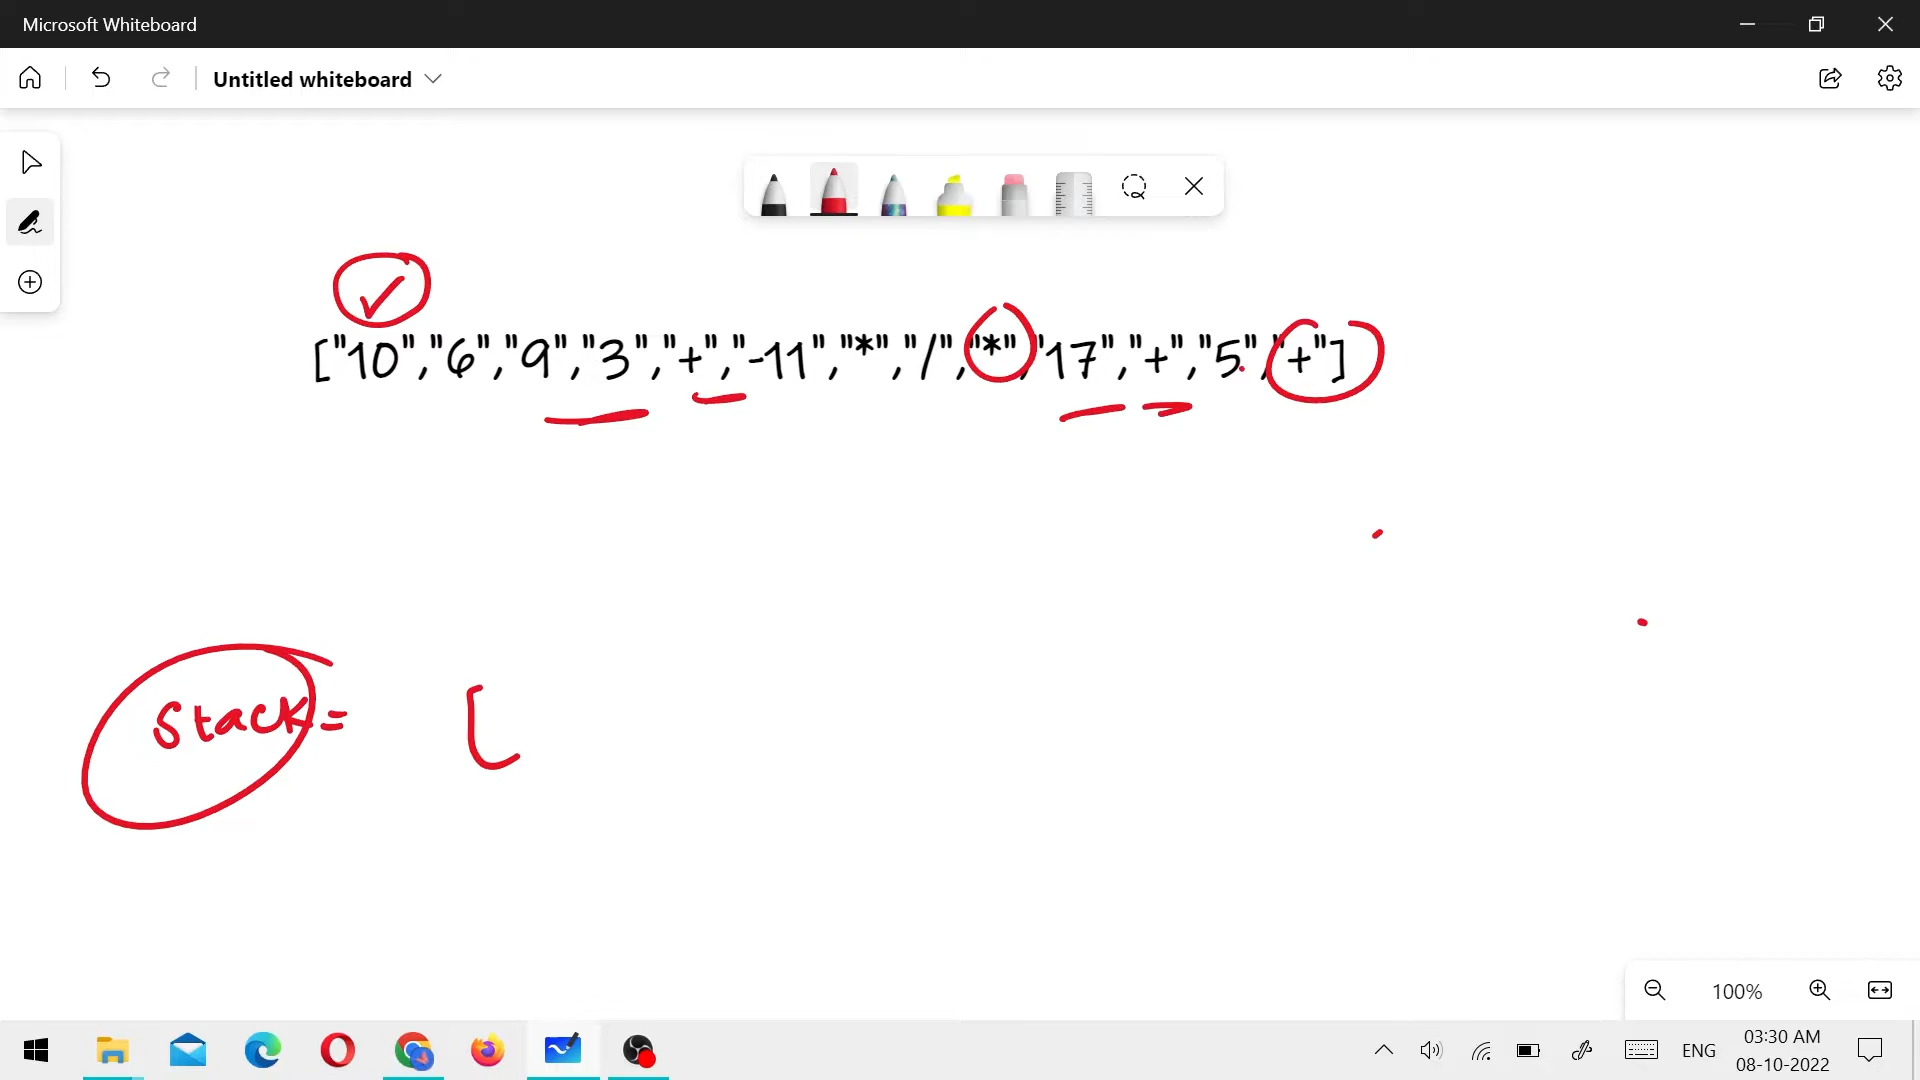 Microsoft Whiteboard
Untitled whiteboard
["10","6","9","3","+","-11","*","/","*","17","+","5","+"]
Stack= [
100%
ENG
03:30 AM
08-10-2022